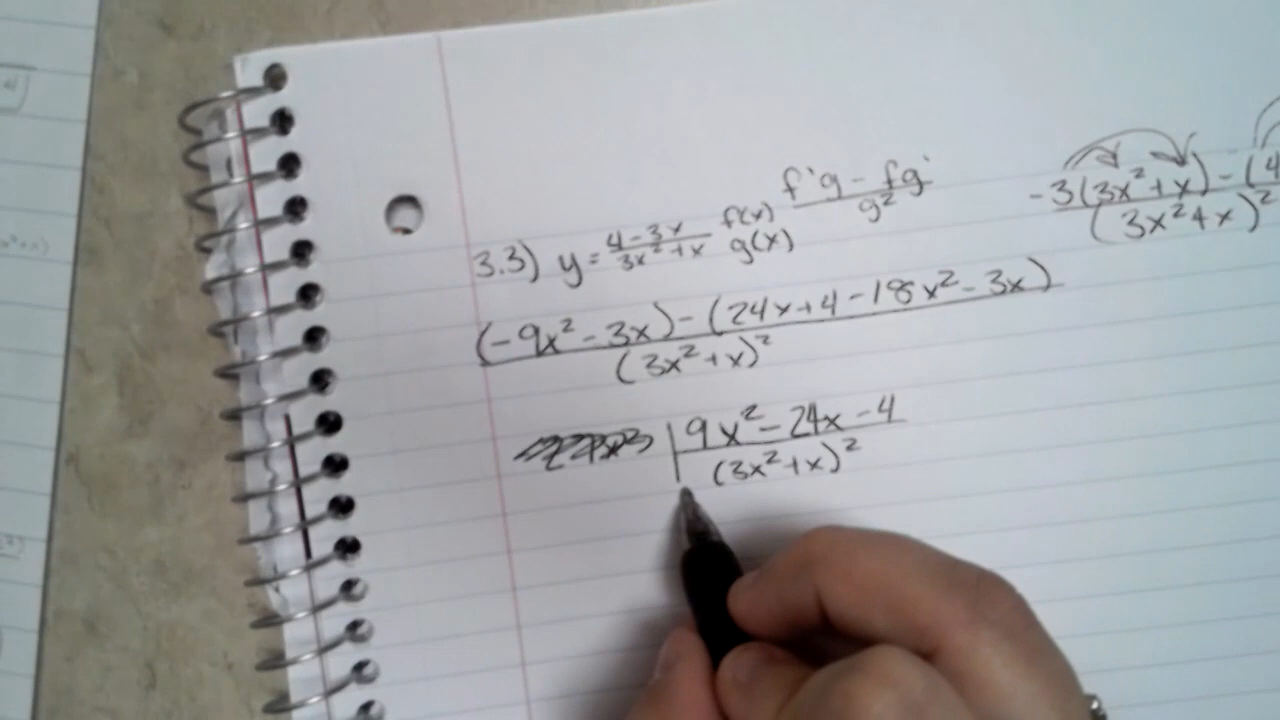 3.3) y = (4-3x)/(3x²+x) f(x) g(x) (f'g - fg')/g²
-3(3x²+x) - (4
(3x²+x)²
(-9x²-3x)-(24x+4-18x²-3x)
(3x²+x)²
9x²-24x-4
(3x²+x)²